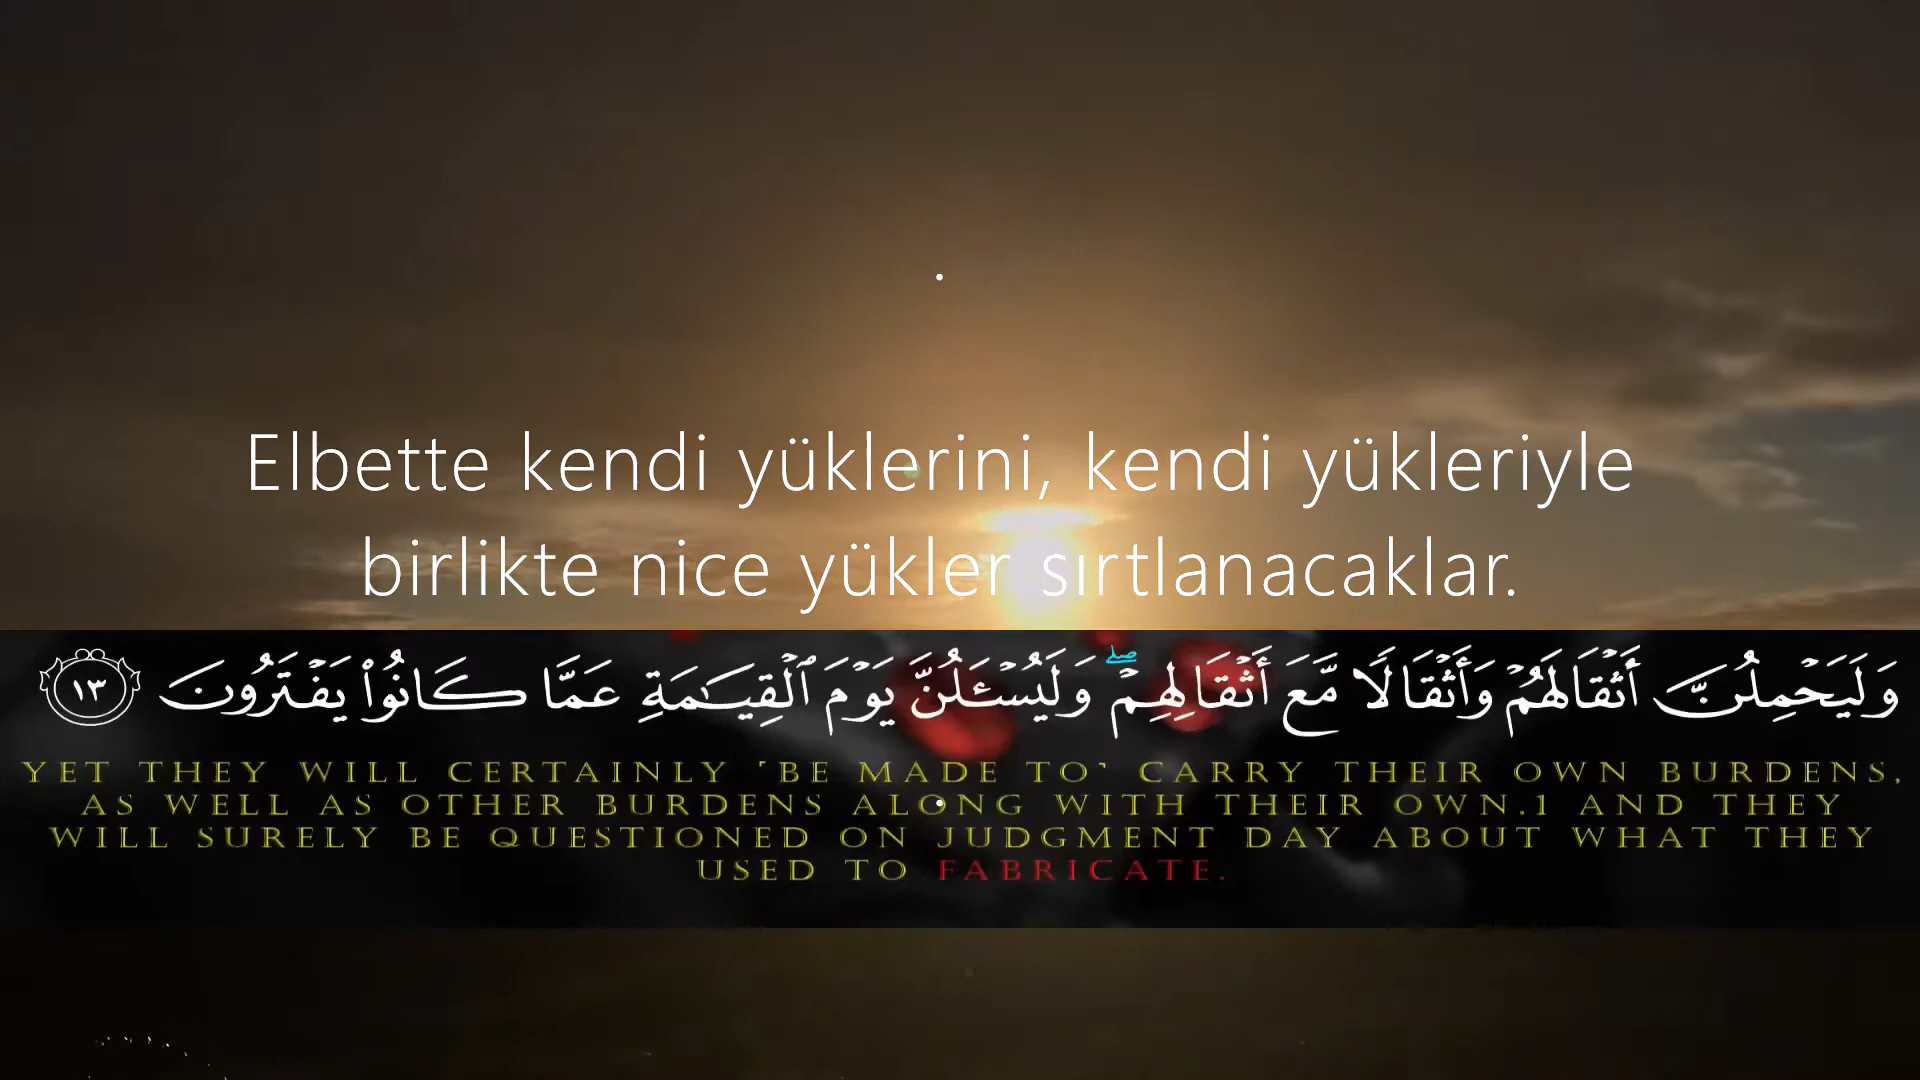 Elbette kendi yüklerini, kendi yükleriyle
birlikte nice yükler sırtlanacaklar.
وَلَيَحْمِلُنَّ أَثْقَالَهُمْ وَأَثْقَالًا مَّعَ أَثْقَالِهِمْ ۖ وَلَيُسْـَٔلُنَّ يَوْمَ ٱلْقِيَـٰمَةِ عَمَّا كَانُوا۟ يَفْتَرُونَ ١٣
YET THEY WILL CERTAINLY ˹BE MADE TO˺ CARRY THEIR OWN BURDENS,
AS WELL AS OTHER BURDENS ALONG WITH THEIR OWN.1 AND THEY
WILL SURELY BE QUESTIONED ON JUDGMENT DAY ABOUT WHAT THEY
USED TO FABRICATE.